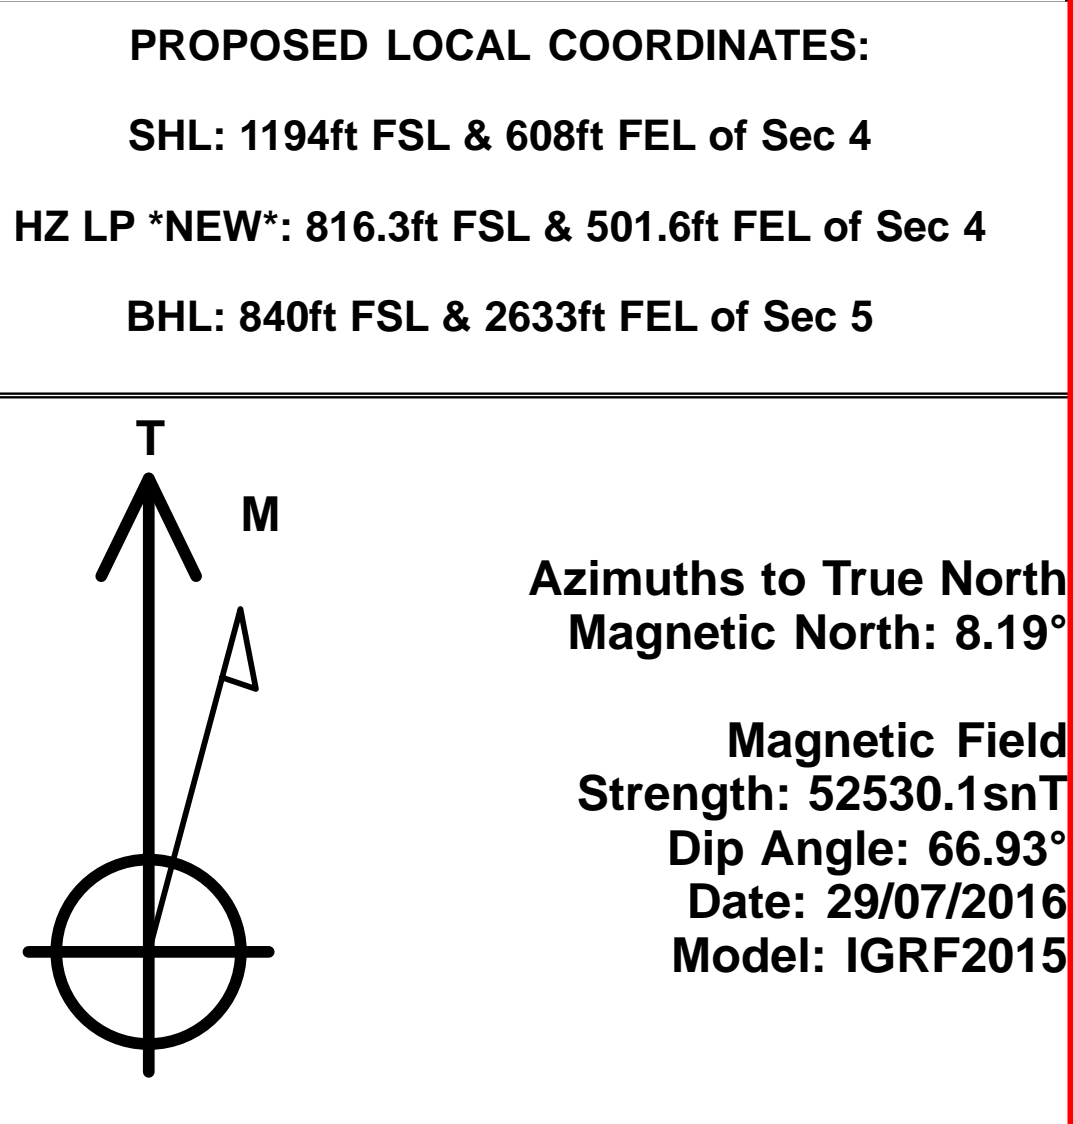 PROPOSED LOCAL COORDINATES:
SHL: 1194ft FSL & 608ft FEL of Sec 4
HZ LP *NEW*: 816.3ft FSL & 501.6ft FEL of Sec 4
BHL: 840ft FSL & 2633ft FEL of Sec 5
T
M
Azimuths to True North
Magnetic North: 8.19°
Magnetic Field
Strength: 52530.1snT
Dip Angle: 66.93°
Date: 29/07/2016
Model: IGRF2015